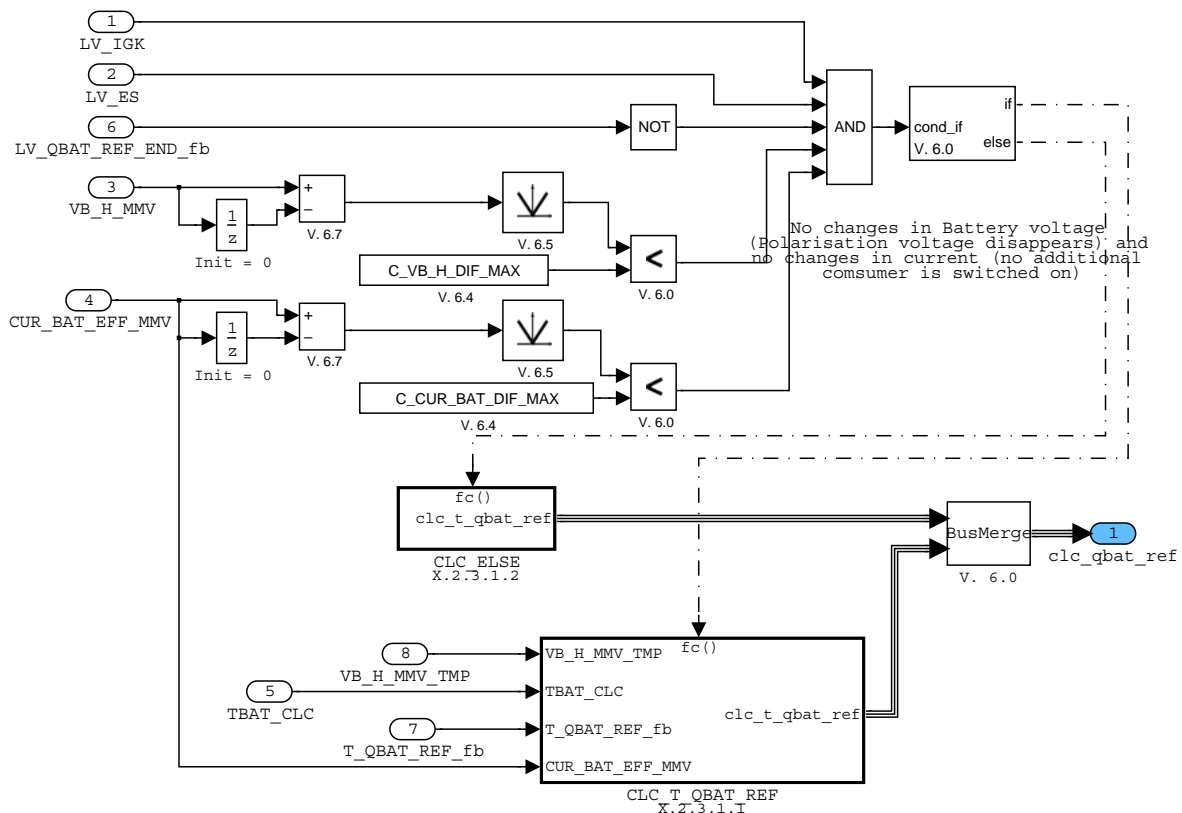 1
LV_IGK
2
LV_ES
6
LV_QBAT_REF_END_fb
NOT
AND
cond_if
V. 6.0
if
else
3
VB_H_MMV
1
z
Init = 0
+
−
V. 6.7
V. 6.5
C_VB_H_DIF_MAX
V. 6.4
<
V. 6.0
No changes in Battery voltage
(Polarisation voltage disappears) and
no changes in current (no additional
comsumer is switched on)
4
CUR_BAT_EFF_MMV
1
z
Init = 0
+
−
V. 6.7
V. 6.5
C_CUR_BAT_DIF_MAX
V. 6.4
<
V. 6.0
fc()
clc_t_qbat_ref
CLC_ELSE
X.2.3.1.2
BusMerge
V. 6.0
1
clc_qbat_ref
8
VB_H_MMV_TMP
5
TBAT_CLC
7
T_QBAT_REF_fb
fc()
VB_H_MMV_TMP
TBAT_CLC
T_QBAT_REF_fb
CUR_BAT_EFF_MMV
clc_t_qbat_ref
CLC_T_QBAT_REF
X.2.3.1.1